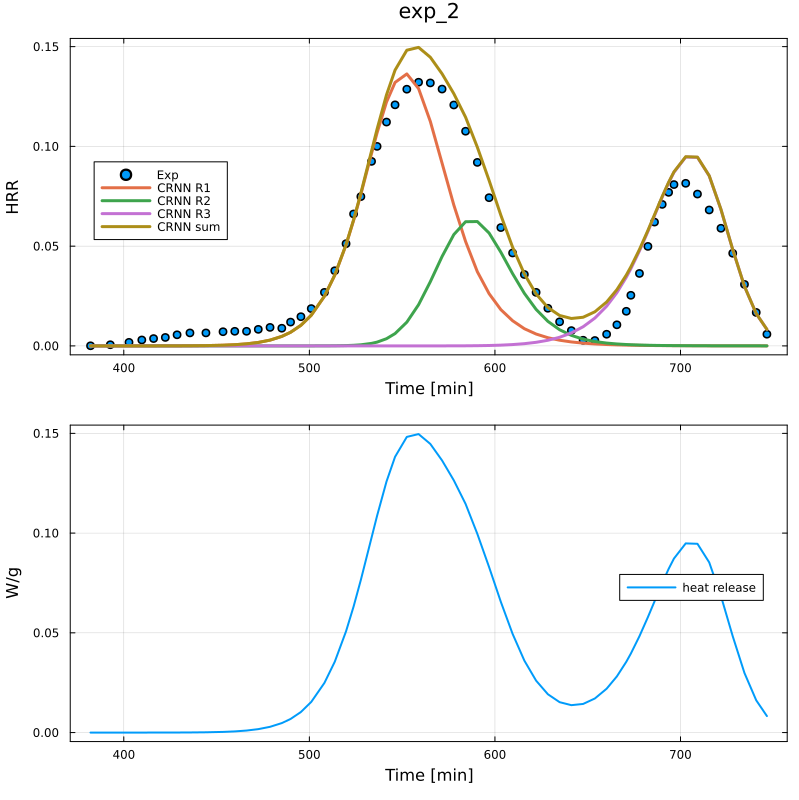 exp_2
0.15
0.10
0.05
0.00
HRR
Exp
CRNN R1
CRNN R2
CRNN R3
CRNN sum
400
500
600
700
Time [min]
0.15
0.10
0.05
0.00
W/g
heat release
400
500
600
700
Time [min]